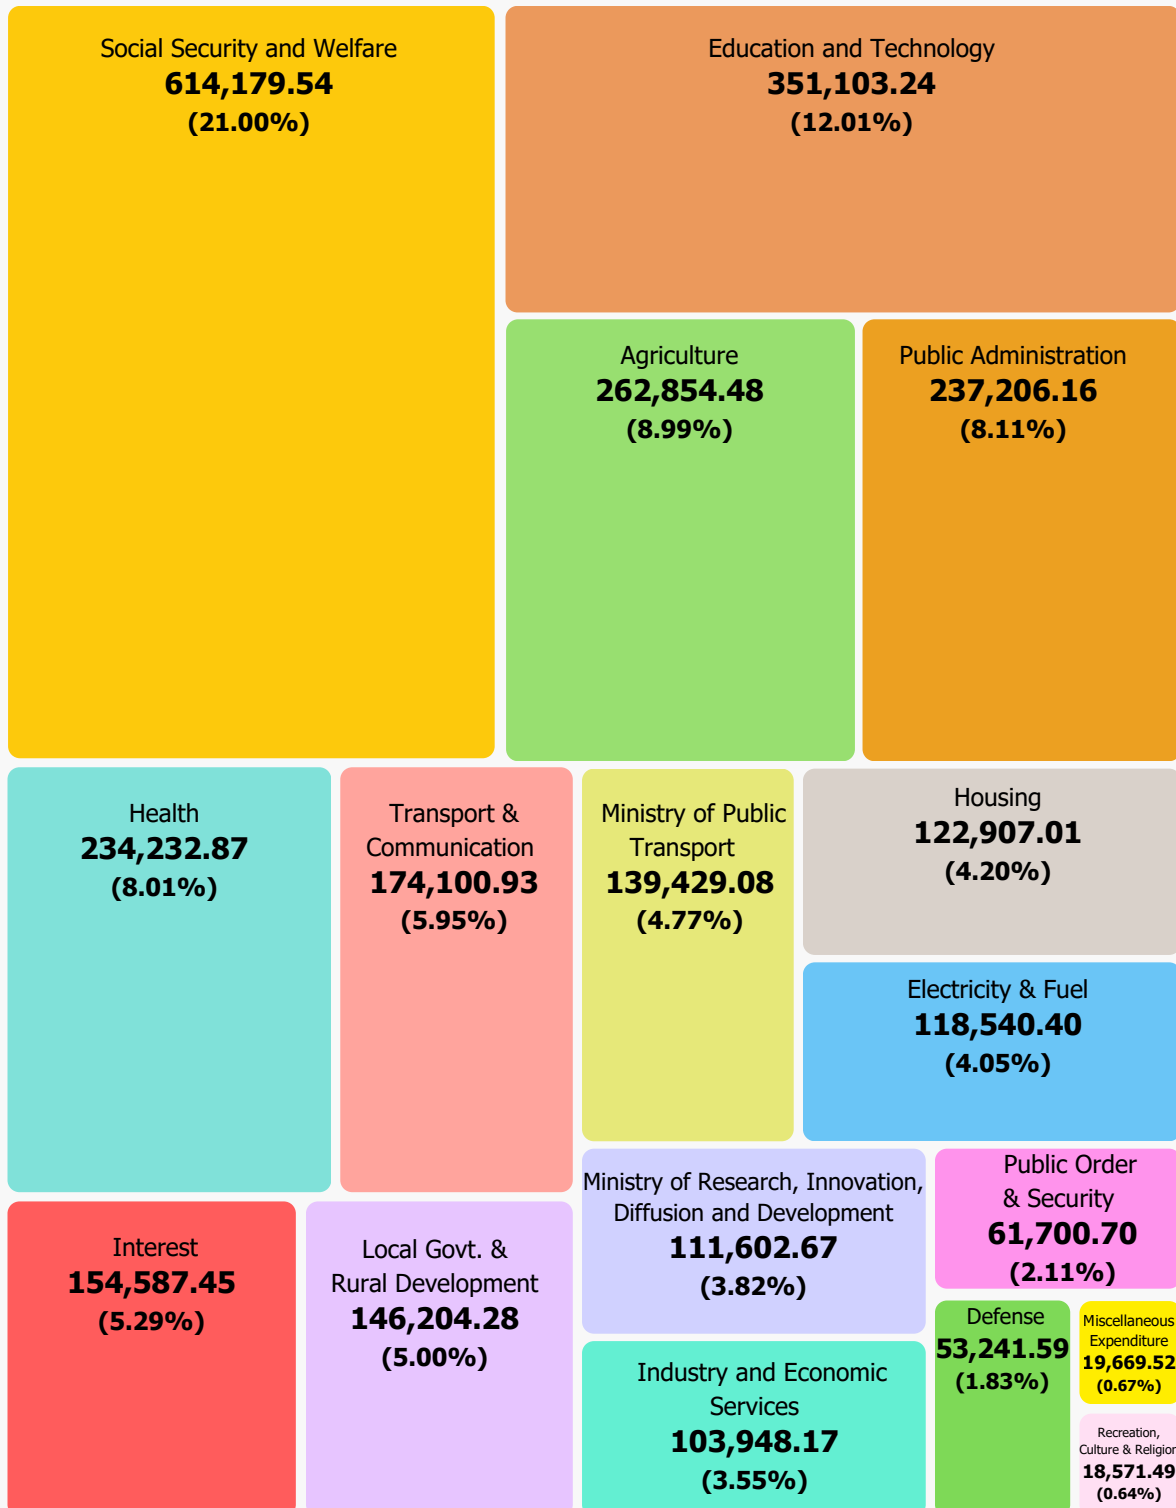 Social Security and Welfare
614,179.54
(21.00%)
Education and Technology
351,103.24
(12.01%)
Agriculture
262,854.48
(8.99%)
Public Administration
237,206.16
(8.11%)
Health
234,232.87
(8.01%)
Transport &
Communication
174,100.93
(5.95%)
Ministry of Public
Transport
139,429.08
(4.77%)
Housing
122,907.01
(4.20%)
Electricity & Fuel
118,540.40
(4.05%)
Interest
154,587.45
(5.29%)
Local Govt. &
Rural Development
146,204.28
(5.00%)
Ministry of Research, Innovation,
Diffusion and Development
111,602.67
(3.82%)
Public Order
& Security
61,700.70
(2.11%)
Industry and Economic
Services
103,948.17
(3.55%)
Defense
53,241.59
(1.83%)
Miscellaneous
Expenditure
19,669.52
(0.67%)
Recreation,
Culture & Religion
18,571.49
(0.64%)